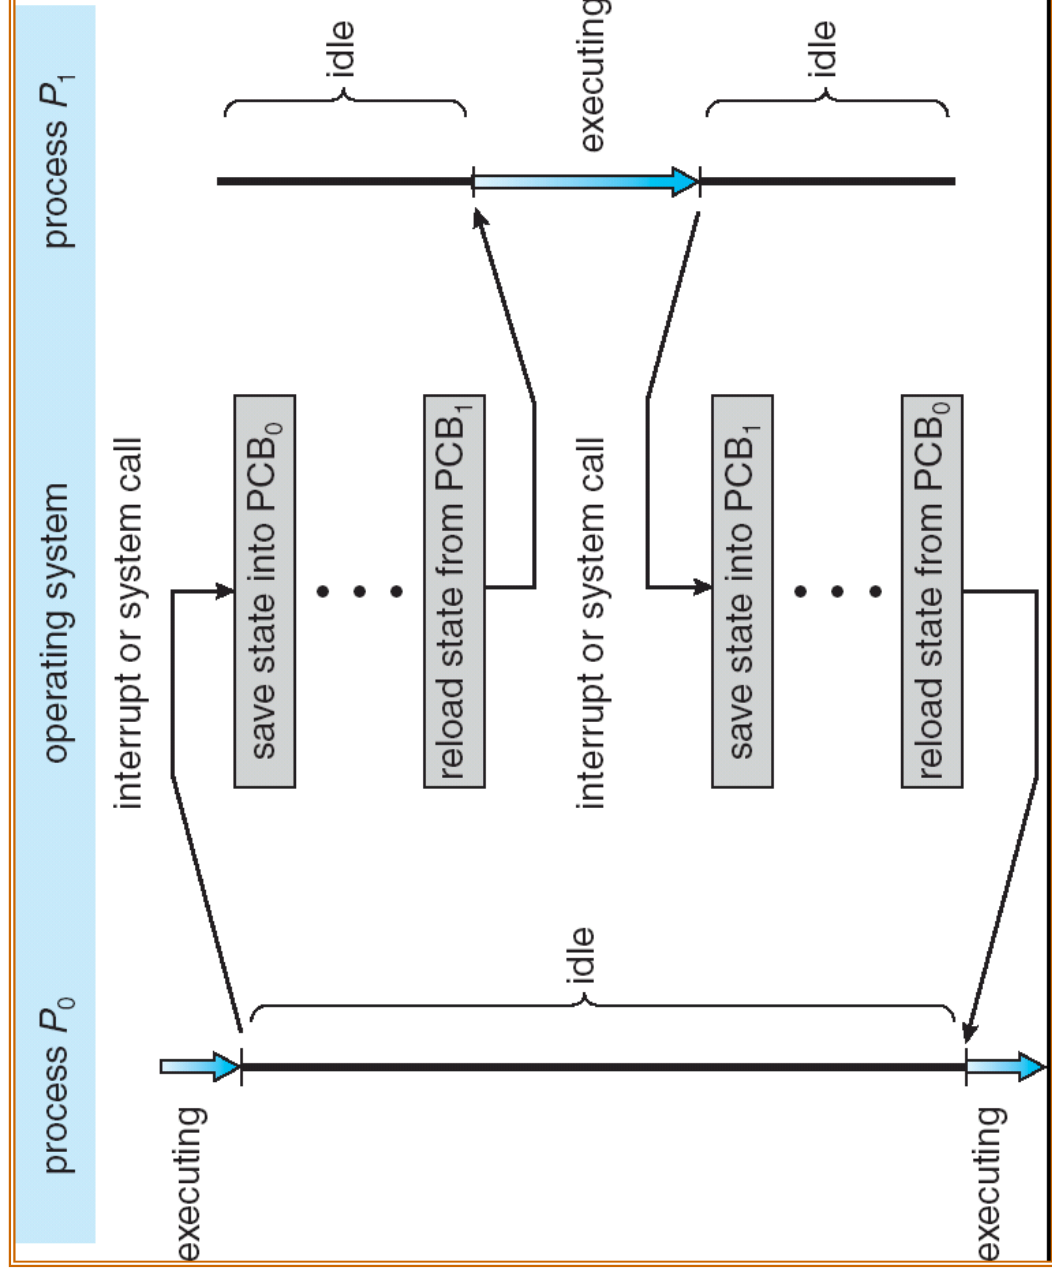 process P₀
operating system
process P₁
executing
interrupt or system call
save state into PCB₀
reload state from PCB₁
idle
idle
executing
interrupt or system call
save state into PCB₁
reload state from PCB₀
idle
executing